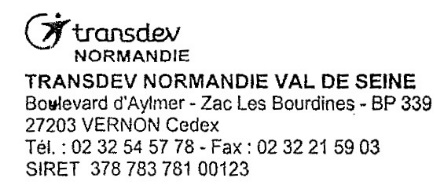 transdev
NORMANDIE
TRANSDEV NORMANDIE VAL DE SEINE
Boulevard d'Aylmer - Zac Les Bourdines - BP 339
27203 VERNON Cedex
Tél. : 02 32 54 57 78 - Fax : 02 32 21 59 03
SIRET 378 783 781 00123